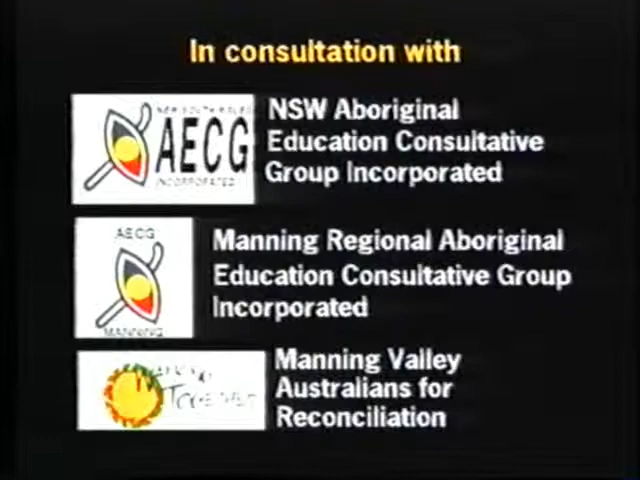 In consultation with
NEW SOUTH WALES
AECG
INCORPORATED
NSW Aboriginal
Education Consultative
Group Incorporated
AECG
MANNING
Manning Regional Aboriginal
Education Consultative Group
Incorporated
Together
Manning Valley
Australians for
Reconciliation